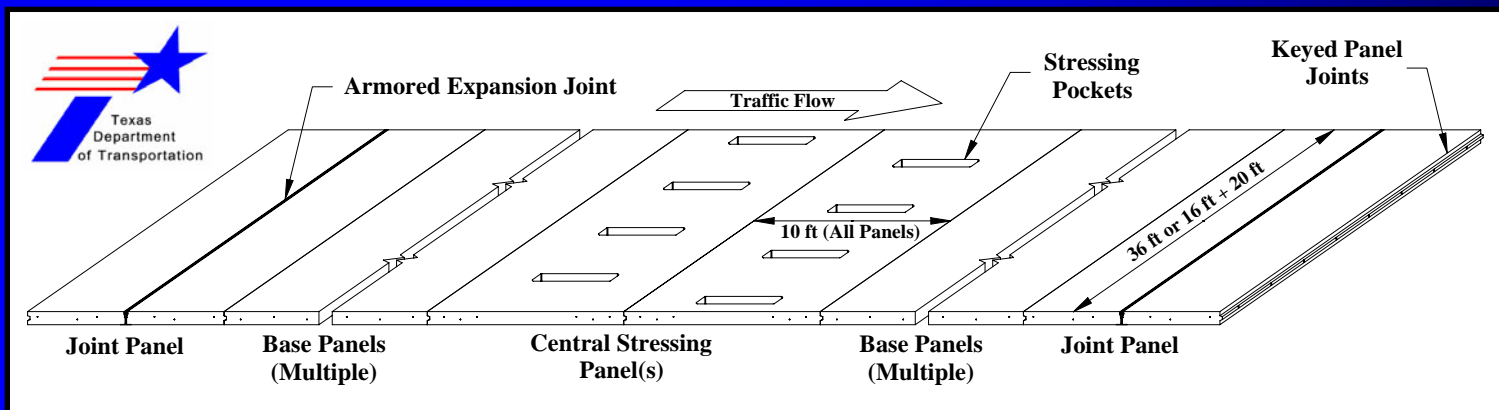 Texas
Department
of Transportation
Armored Expansion Joint
Traffic Flow
Stressing
Pockets
Keyed Panel
Joints
10 ft (All Panels)
36 ft or 16 ft + 20 ft
Joint Panel
Base Panels
(Multiple)
Central Stressing
Panel(s)
Base Panels
(Multiple)
Joint Panel